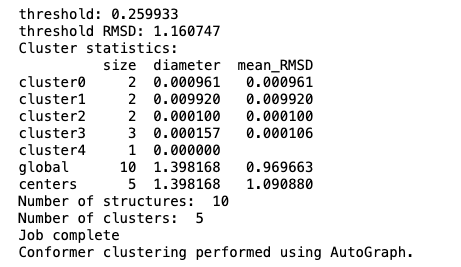 threshold: 0.259933
threshold RMSD: 1.160747
Cluster statistics:
size diameter mean_RMSD
cluster0 2 0.000961 0.000961
cluster1 2 0.009920 0.009920
cluster2 2 0.000100 0.000100
cluster3 3 0.000157 0.000106
cluster4 1 0.000000
global 10 1.398168 0.969663
centers 5 1.398168 1.090880
Number of structures: 10
Number of clusters: 5
Job complete
Conformer clustering performed using AutoGraph.